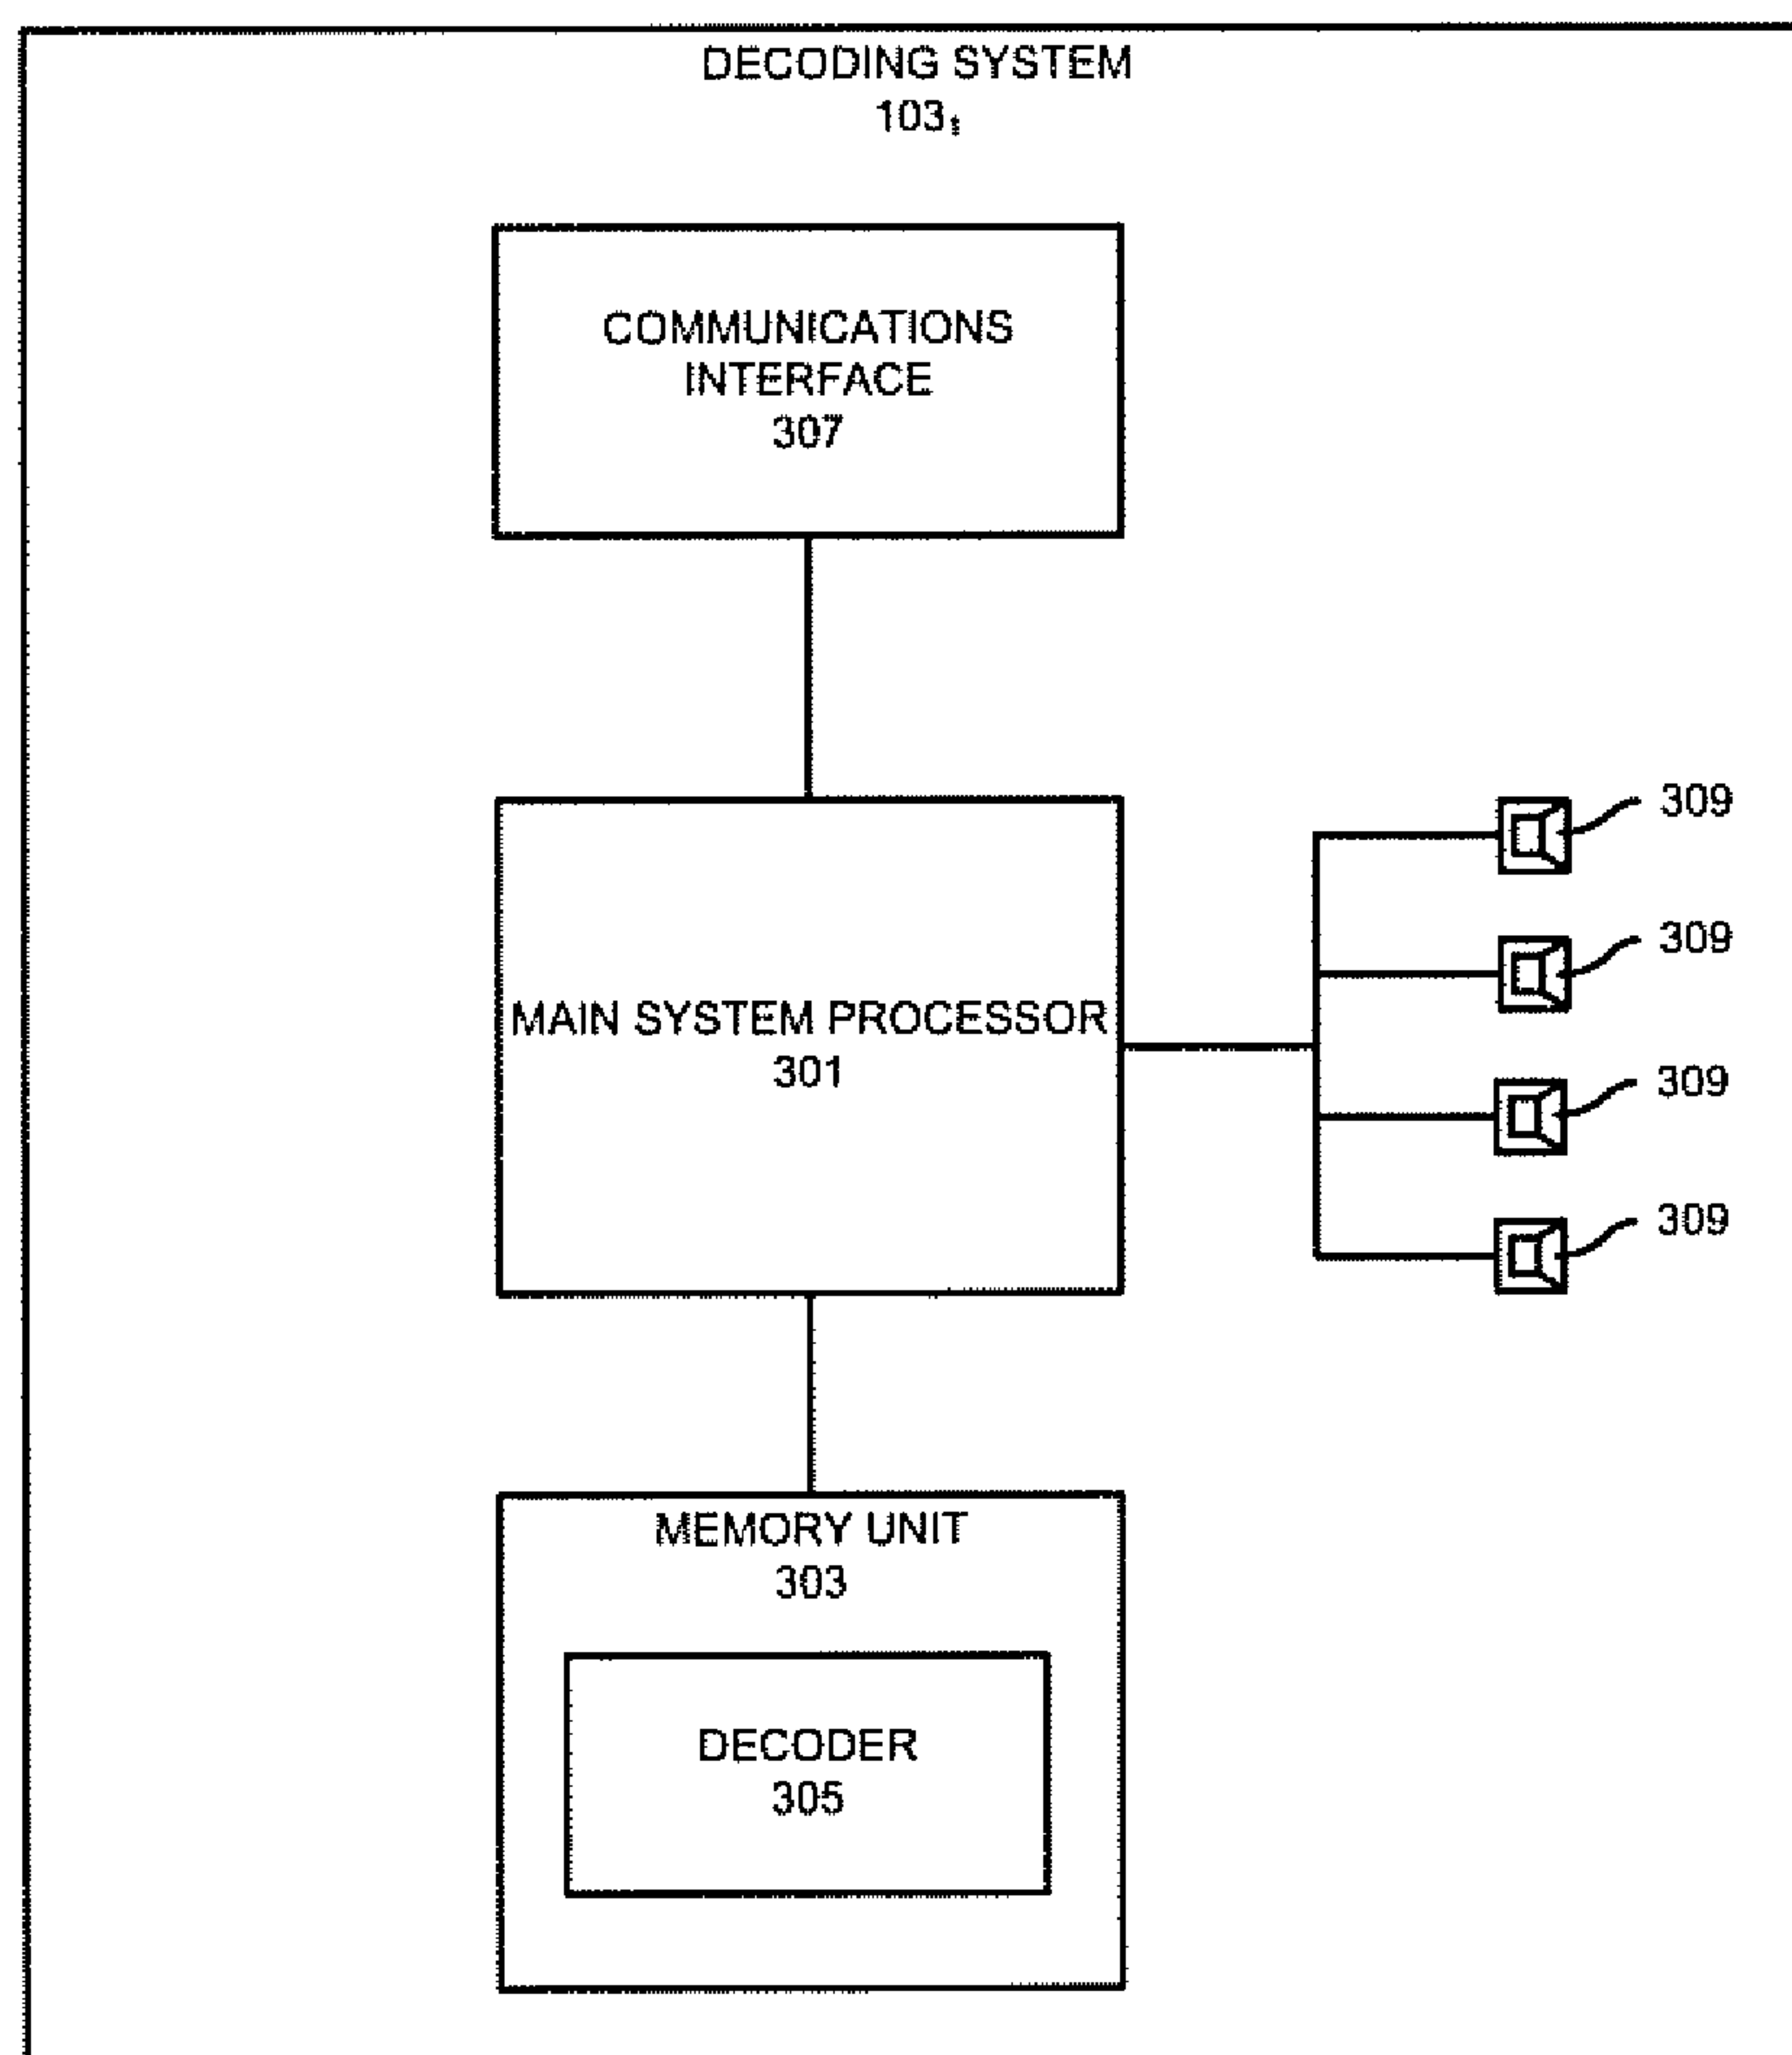 DECODING SYSTEM
103₁
COMMUNICATIONS
INTERFACE
307
MAIN SYSTEM PROCESSOR
301
309
309
309
309
MEMORY UNIT
303
DECODER
305